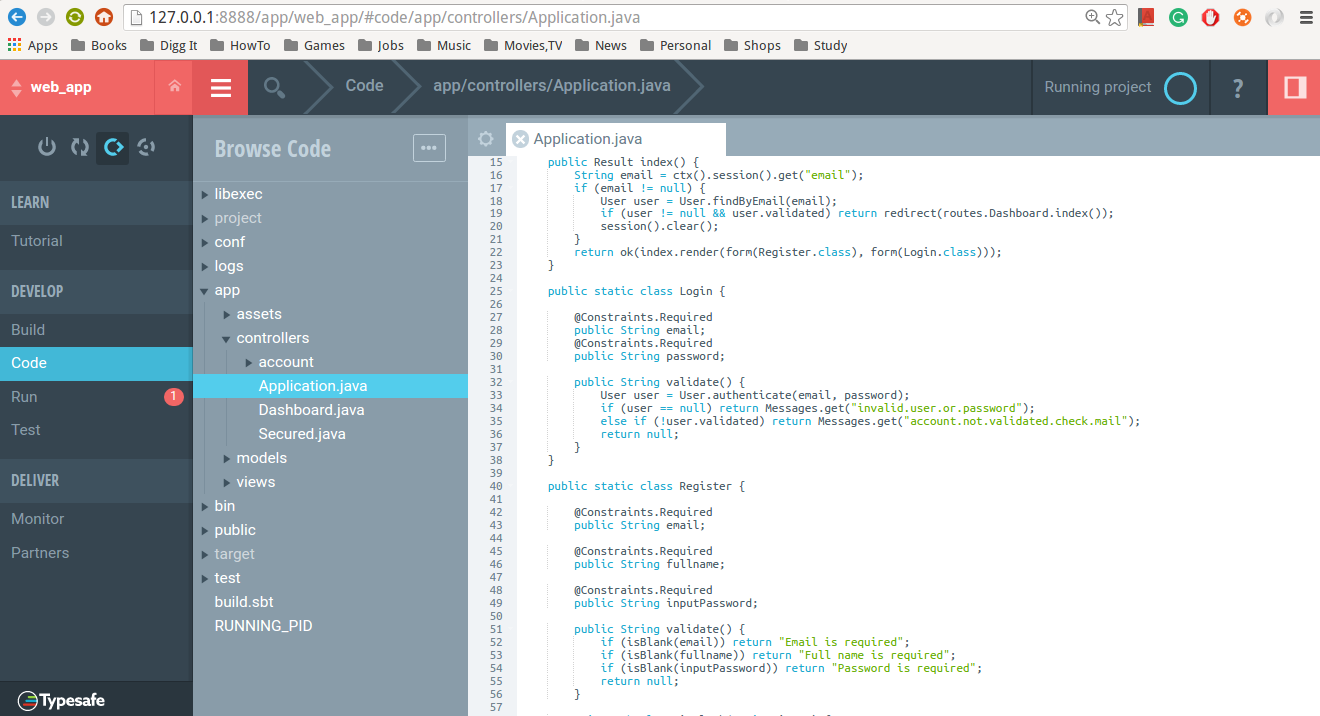 127.0.0.1:8888/app/web_app/#code/app/controllers/Application.java
Apps Books Digg It HowTo Games Jobs Music Movies,TV News Personal Shops Study
web_app Code app/controllers/Application.java Running project ?
LEARN
Tutorial
DEVELOP
Build
Code
Run 1
Test
DELIVER
Monitor
Partners
Typesafe
Browse Code
libexec
project
conf
logs
app
assets
controllers
account
Application.java
Dashboard.java
Secured.java
models
views
bin
public
target
test
build.sbt
RUNNING_PID
Application.java
15 public Result index() {
16 String email = ctx().session().get("email");
17 if (email != null) {
18 User user = User.findByEmail(email);
19 if (user != null && user.validated) return redirect(routes.Dashboard.index());
20 session().clear();
21 }
22 return ok(index.render(form(Register.class), form(Login.class)));
23 }
24
25 public static class Login {
26
27 @Constraints.Required
28 public String email;
29 @Constraints.Required
30 public String password;
31
32 public String validate() {
33 User user = User.authenticate(email, password);
34 if (user == null) return Messages.get("invalid.user.or.password");
35 else if (!user.validated) return Messages.get("account.not.validated.check.mail");
36 return null;
37 }
38 }
39
40 public static class Register {
41
42 @Constraints.Required
43 public String email;
44
45 @Constraints.Required
46 public String fullname;
47
48 @Constraints.Required
49 public String inputPassword;
50
51 public String validate() {
52 if (isBlank(email)) return "Email is required";
53 if (isBlank(fullname)) return "Full name is required";
54 if (isBlank(inputPassword)) return "Password is required";
55 return null;
56 }
57